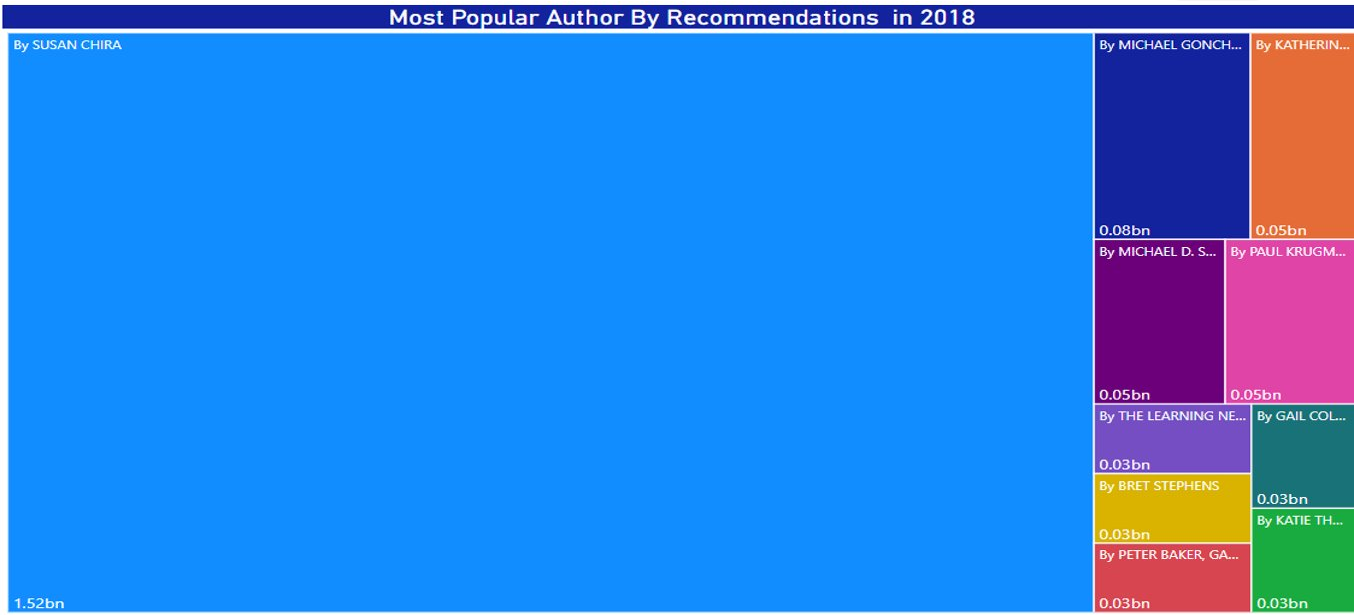 Most Popular Author By Recommendations in 2018
By SUSAN CHIRA
1.52bn
By MICHAEL GONCH...
0.08bn
By KATHERIN...
0.05bn
By MICHAEL D. S...
0.05bn
By PAUL KRUGM...
0.05bn
By THE LEARNING NE...
0.03bn
By BRET STEPHENS
0.03bn
By PETER BAKER, GA...
0.03bn
By GAIL COL...
0.03bn
By KATIE TH...
0.03bn